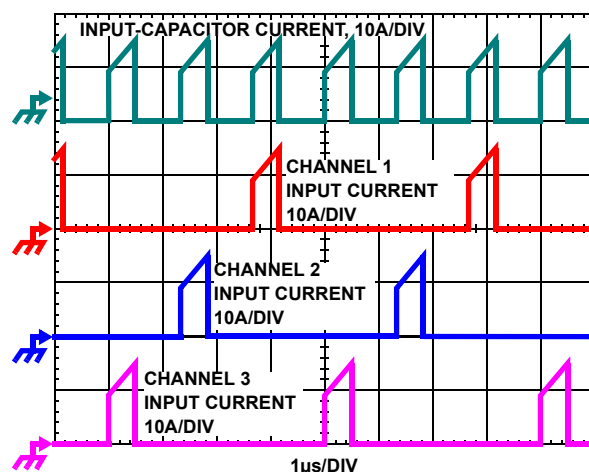 INPUT-CAPACITOR CURRENT, 10A/DIV
CHANNEL 1
INPUT CURRENT
10A/DIV
CHANNEL 2
INPUT CURRENT
10A/DIV
CHANNEL 3
INPUT CURRENT
10A/DIV
1µs/DIV